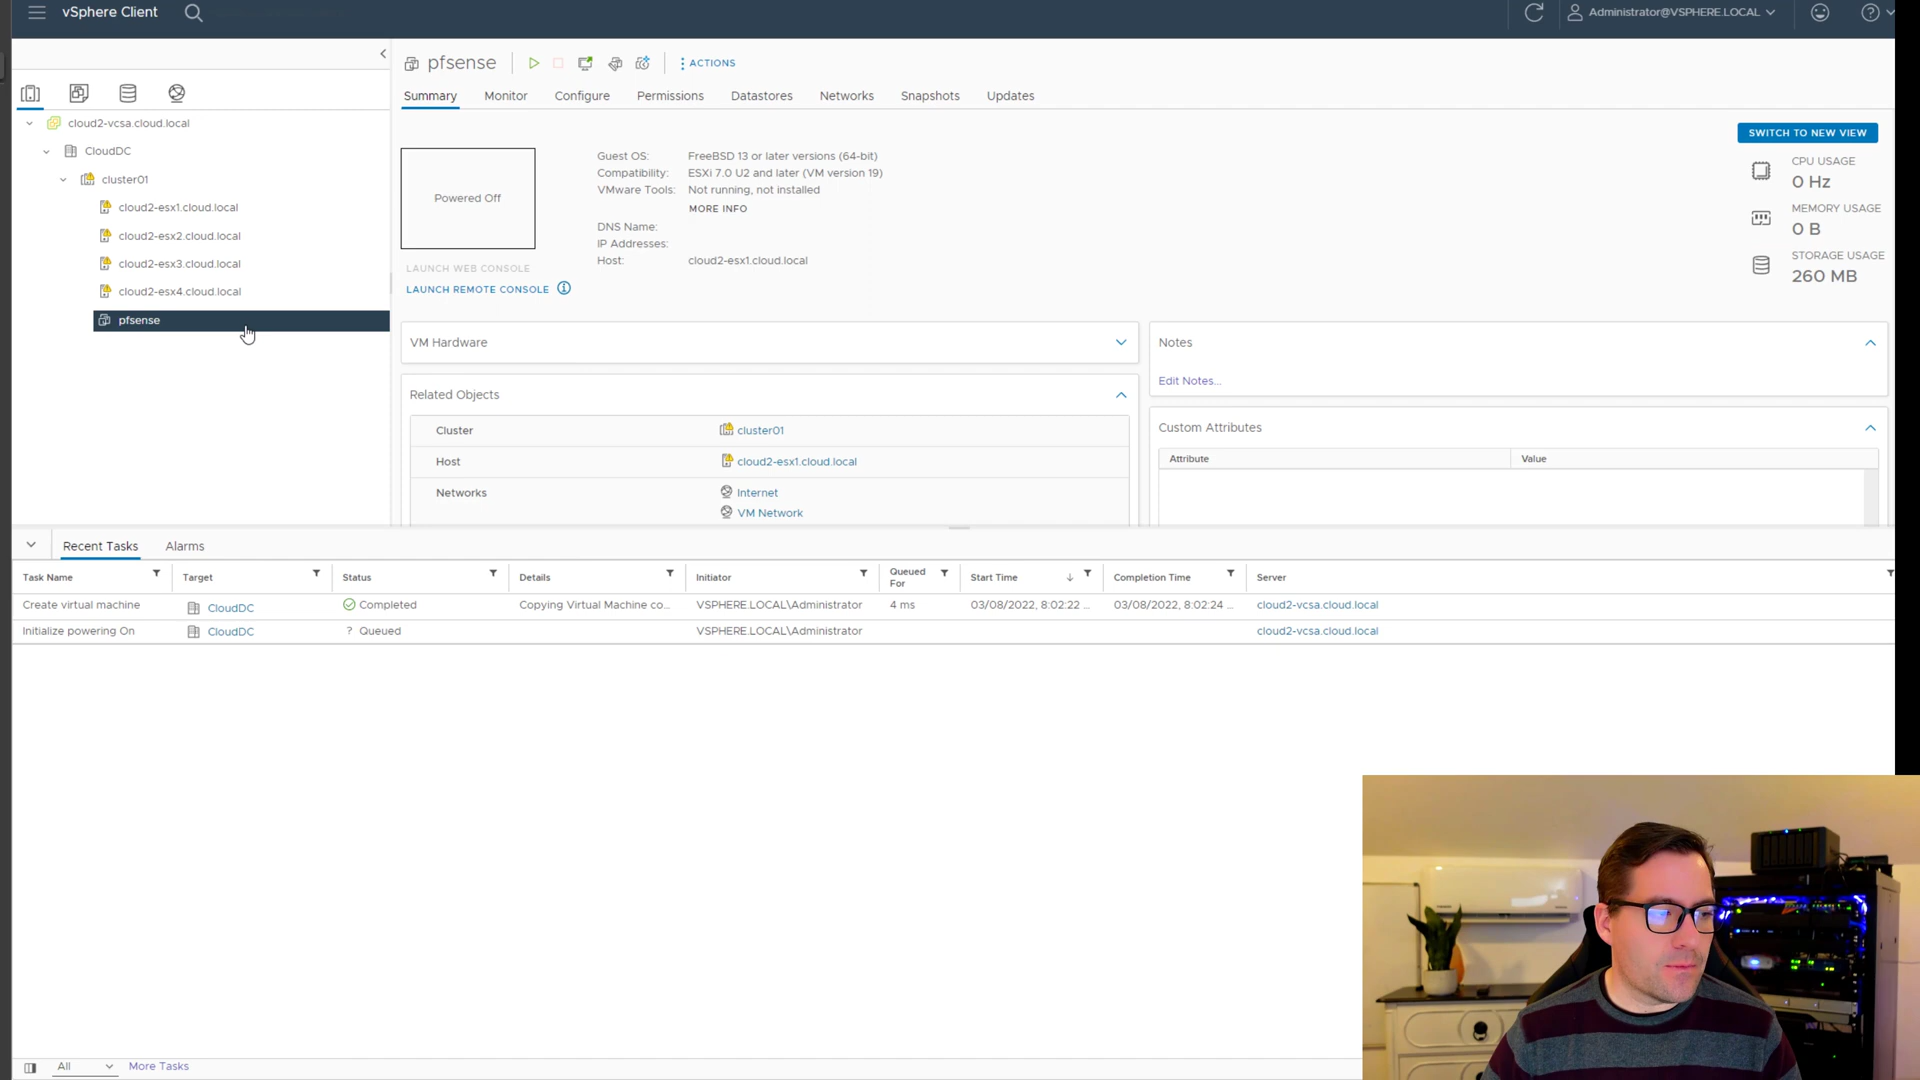 vSphere Client
Administrator@VSPHERE.LOCAL
pfsense
ACTIONS
Summary Monitor Configure Permissions Datastores Networks Snapshots Updates
cloud2-vcsa.cloud.local
CloudDC
cluster01
cloud2-esx1.cloud.local
cloud2-esx2.cloud.local
cloud2-esx3.cloud.local
cloud2-esx4.cloud.local
pfsense
Powered Off
LAUNCH WEB CONSOLE
LAUNCH REMOTE CONSOLE
Guest OS: FreeBSD 13 or later versions (64-bit)
Compatibility: ESXi 7.0 U2 and later (VM version 19)
VMware Tools: Not running, not installed
MORE INFO
DNS Name:
IP Addresses:
Host: cloud2-esx1.cloud.local
SWITCH TO NEW VIEW
CPU USAGE
0 Hz
MEMORY USAGE
0 B
STORAGE USAGE
260 MB
VM Hardware
Related Objects
Cluster cluster01
Host cloud2-esx1.cloud.local
Networks Internet
VM Network
Notes
Edit Notes...
Custom Attributes
Attribute Value
Recent Tasks Alarms
Task Name Target Status Details Initiator Queued For Start Time Completion Time Server
Create virtual machine CloudDC Completed Copying Virtual Machine co... VSPHERE.LOCAL\Administrator 4 ms 03/08/2022, 8:02:22 ... 03/08/2022, 8:02:24 ... cloud2-vcsa.cloud.local
Initialize powering On CloudDC ? Queued VSPHERE.LOCAL\Administrator cloud2-vcsa.cloud.local
All More Tasks